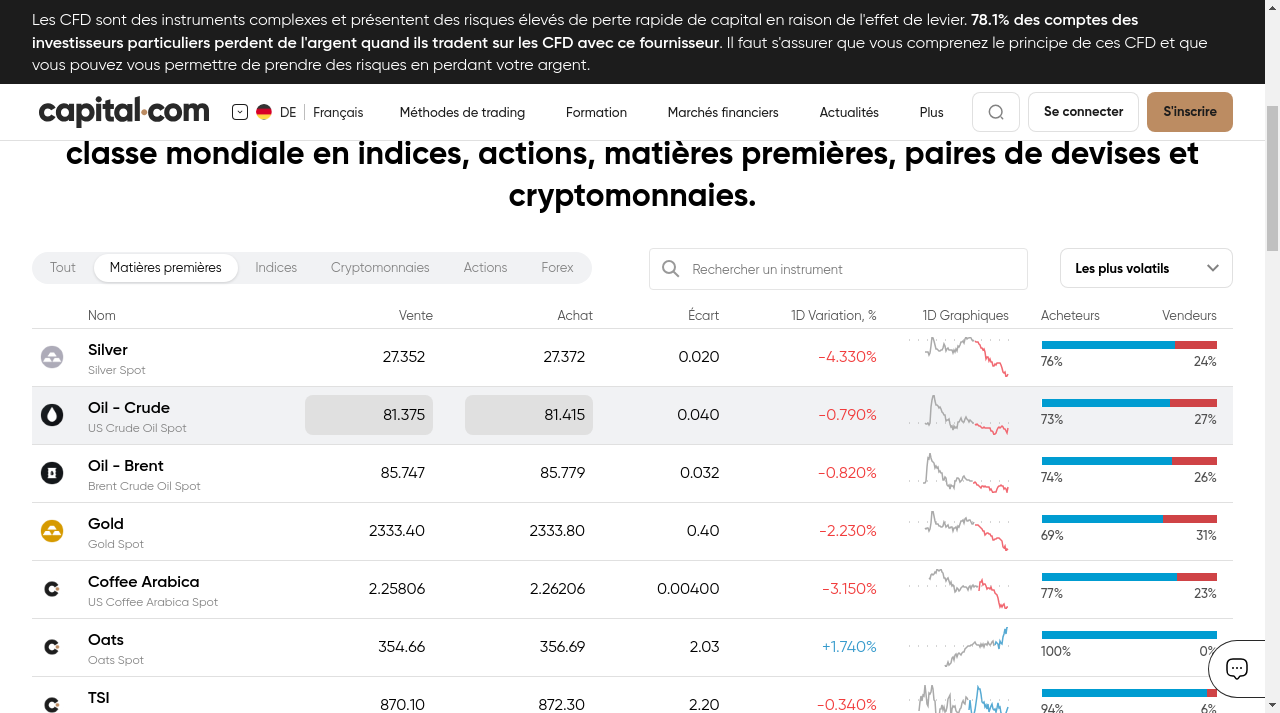 Les CFD sont des instruments complexes et présentent des risques élevés de perte rapide de capital en raison de l'effet de levier. 78.1% des comptes des
investisseurs particuliers perdent de l'argent quand ils tradent sur les CFD avec ce fournisseur. Il faut s'assurer que vous comprenez le principe de ces CFD et que
vous pouvez vous permettre de prendre des risques en perdant votre argent.
capital.com DE Français Méthodes de trading Formation Marchés financiers Actualités Plus Se connecter S'inscrire
classe mondiale en indices, actions, matières premières, paires de devises et
cryptomonnaies.
Tout Matières premières Indices Cryptomonnaies Actions Forex Rechercher un instrument Les plus volatils
Nom Vente Achat Écart 1D Variation, % 1D Graphiques Acheteurs Vendeurs
Silver 27.352 27.372 0.020 -4.330% 76% 24%
Silver Spot
Oil - Crude 81.375 81.415 0.040 -0.790% 73% 27%
US Crude Oil Spot
Oil - Brent 85.747 85.779 0.032 -0.820% 74% 26%
Brent Crude Oil Spot
Gold 2333.40 2333.80 0.40 -2.230% 69% 31%
Gold Spot
Coffee Arabica 2.25806 2.26206 0.00400 -3.150% 77% 23%
US Coffee Arabica Spot
Oats 354.66 356.69 2.03 +1.740% 100% 0%
Oats Spot
TSI 870.10 872.30 2.20 -0.340% 94% 6%